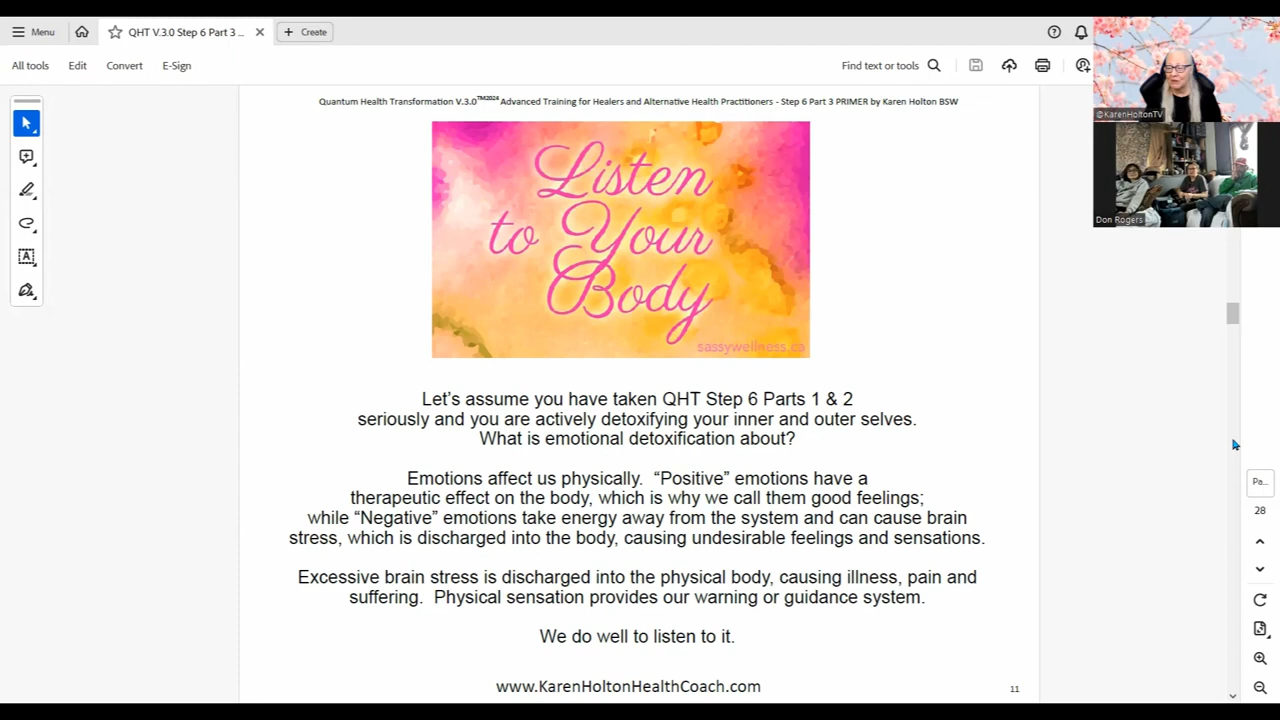 Menu
QHT V.3.0 Step 6 Part 3 ...
Create
All tools
Edit
Convert
E-Sign
Find text or tools
Quantum Health Transformation V.3.0™2024 Advanced Training for Healers and Alternative Health Practitioners - Step 6 Part 3 PRIMER by Karen Holton BSW
©KarenHoltonTV
Don Rogers
Listen
to Your
Body
sassywellness.ca
Let's assume you have taken QHT Step 6 Parts 1 & 2
seriously and you are actively detoxifying your inner and outer selves.
What is emotional detoxification about?
Emotions affect us physically. “Positive” emotions have a
therapeutic effect on the body, which is why we call them good feelings;
while “Negative” emotions take energy away from the system and can cause brain
stress, which is discharged into the body, causing undesirable feelings and sensations.
Excessive brain stress is discharged into the physical body, causing illness, pain and
suffering. Physical sensation provides our warning or guidance system.
We do well to listen to it.
www.KarenHoltonHealthCoach.com
11
Pa...
28